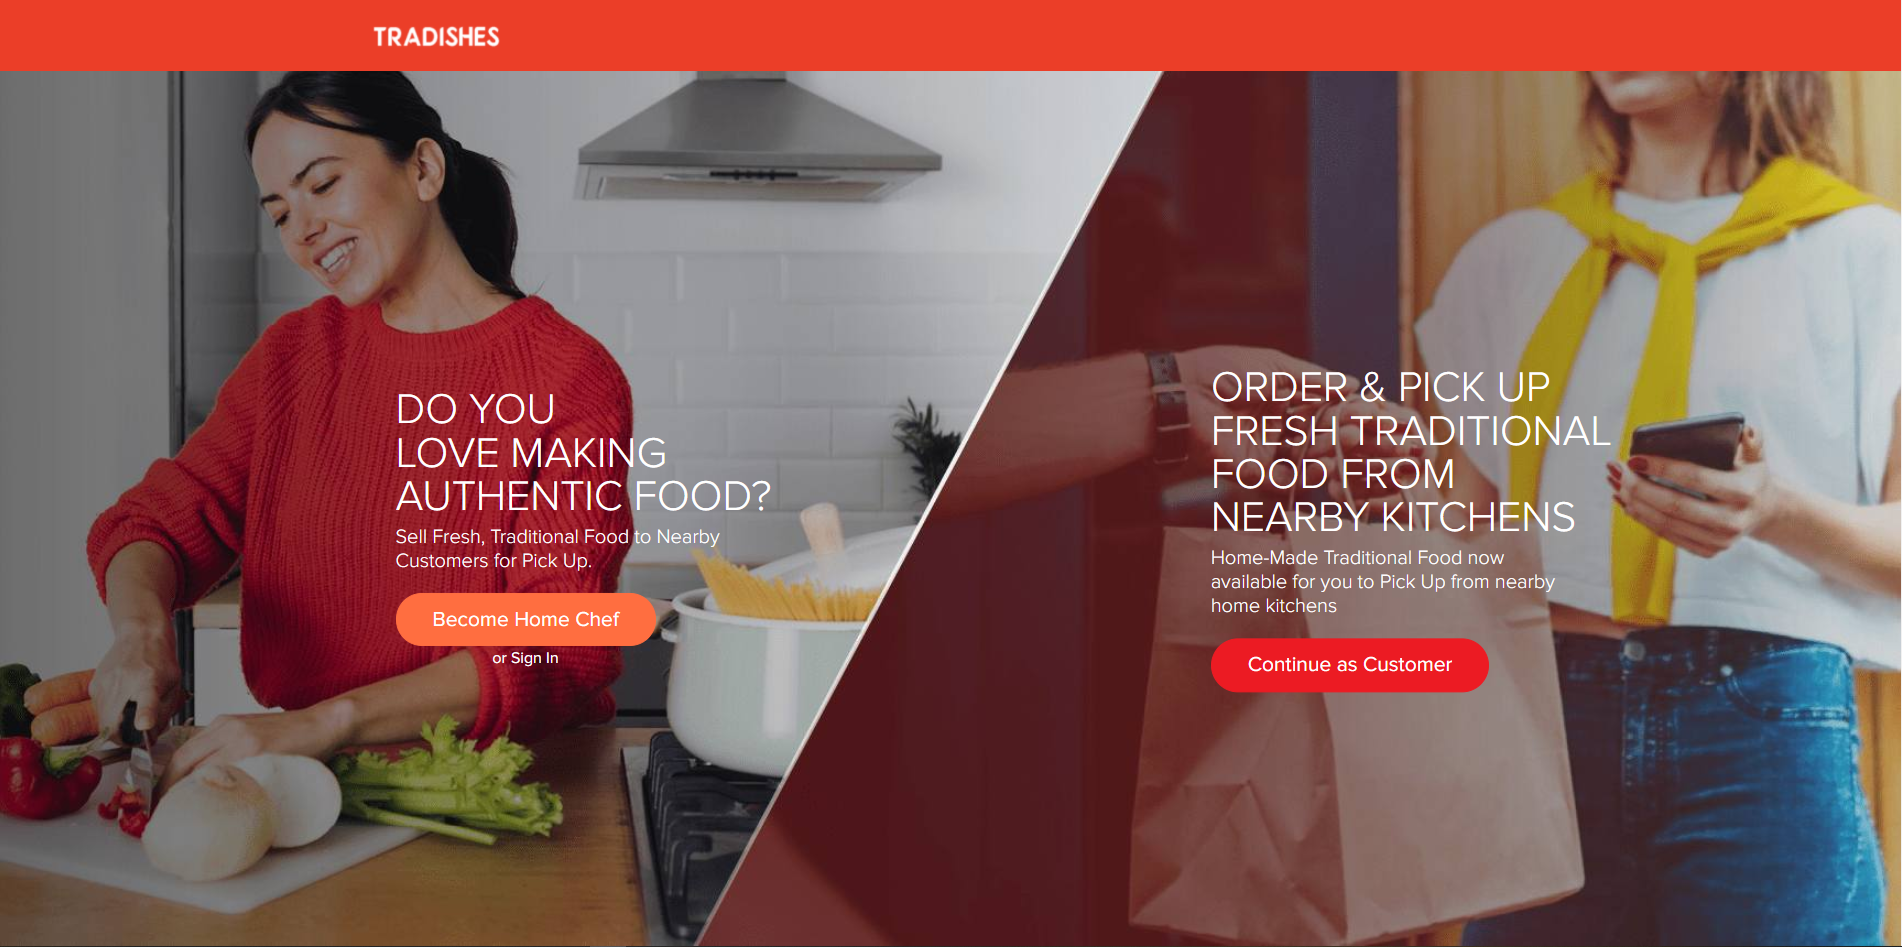 TRADISHES
DO YOU
LOVE MAKING
AUTHENTIC FOOD?
Sell Fresh, Traditional Food to Nearby
Customers for Pick Up.
Become Home Chef
or Sign In
ORDER & PICK UP
FRESH TRADITIONAL
FOOD FROM
NEARBY KITCHENS
Home-Made Traditional Food now
available for you to Pick Up from nearby
home kitchens
Continue as Customer